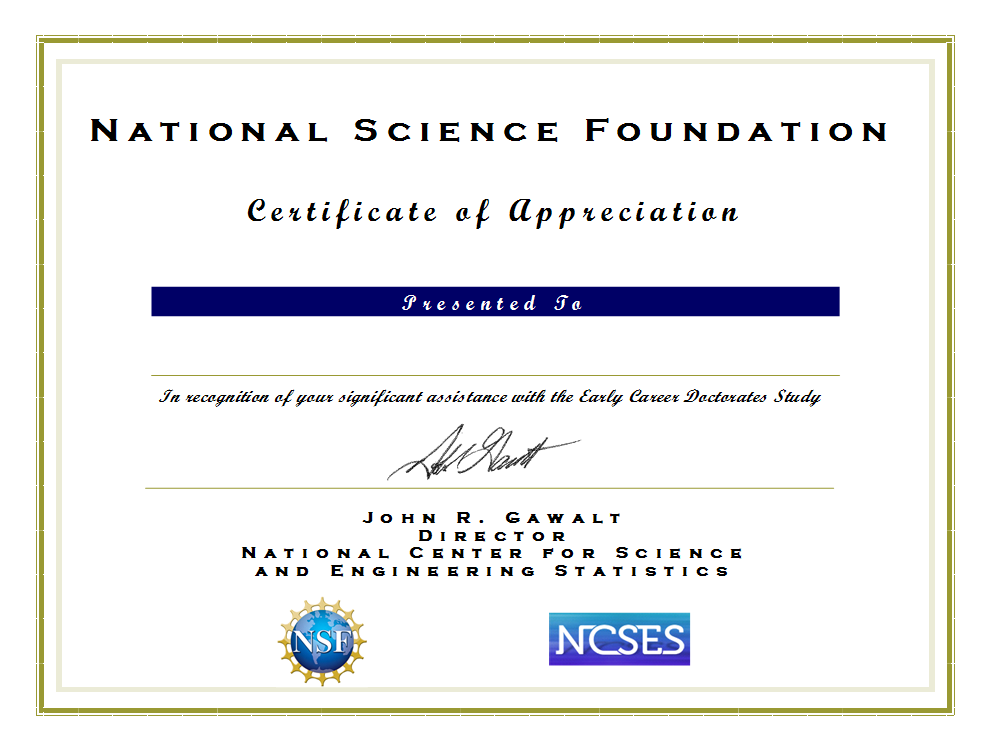 National Science Foundation
Certificate of Appreciation
Presented To
In recognition of your significant assistance with the Early Career Doctorates Study
John R. Gawalt
Director
National Center for Science
and Engineering Statistics
NSF
NCSES